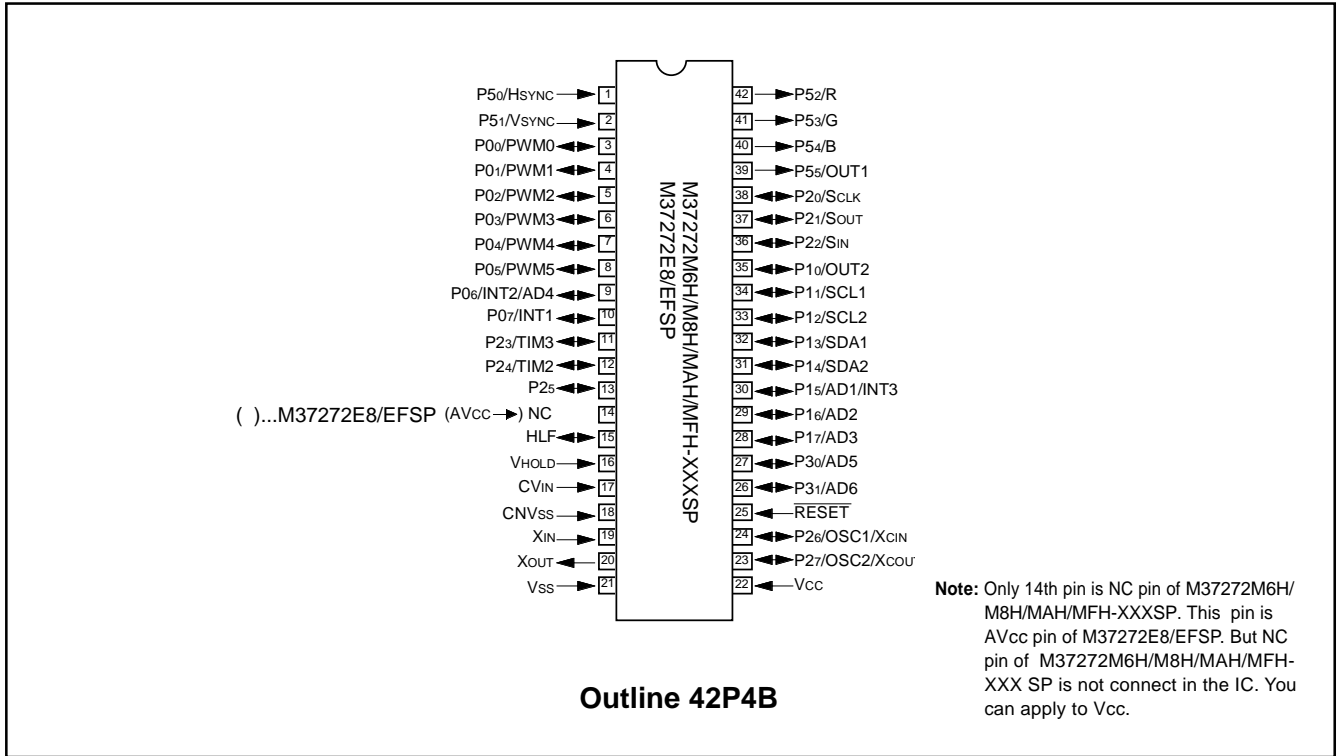 P50/HSYNC 1
P51/VSYNC 2
P00/PWM0 3
P01/PWM1 4
P02/PWM2 5
P03/PWM3 6
P04/PWM4 7
P05/PWM5 8
P06/INT2/AD4 9
P07/INT1 10
P23/TIM3 11
P24/TIM2 12
P25 13
( )...M37272E8/EFSP (AVCC→) NC 14
HLF 15
VHOLD 16
CVIN 17
CNVSS 18
XIN 19
XOUT 20
VSS 21
M37272M6H/M8H/MAH/MFH-XXXSP
M37272E8/EFSP
42 P52/R
41 P53/G
40 P54/B
39 P55/OUT1
38 P20/SCLK
37 P21/SOUT
36 P22/SIN
35 P10/OUT2
34 P11/SCL1
33 P12/SCL2
32 P13/SDA1
31 P14/SDA2
30 P15/AD1/INT3
29 P16/AD2
28 P17/AD3
27 P30/AD5
26 P31/AD6
25 RESET
24 P26/OSC1/XCIN
23 P27/OSC2/XCOU
22 VCC
Note: Only 14th pin is NC pin of M37272M6H/
M8H/MAH/MFH-XXXSP. This pin is
AVcc pin of M37272E8/EFSP. But NC
pin of M37272M6H/M8H/MAH/MFH-
XXX SP is not connect in the IC. You
can apply to Vcc.
Outline 42P4B